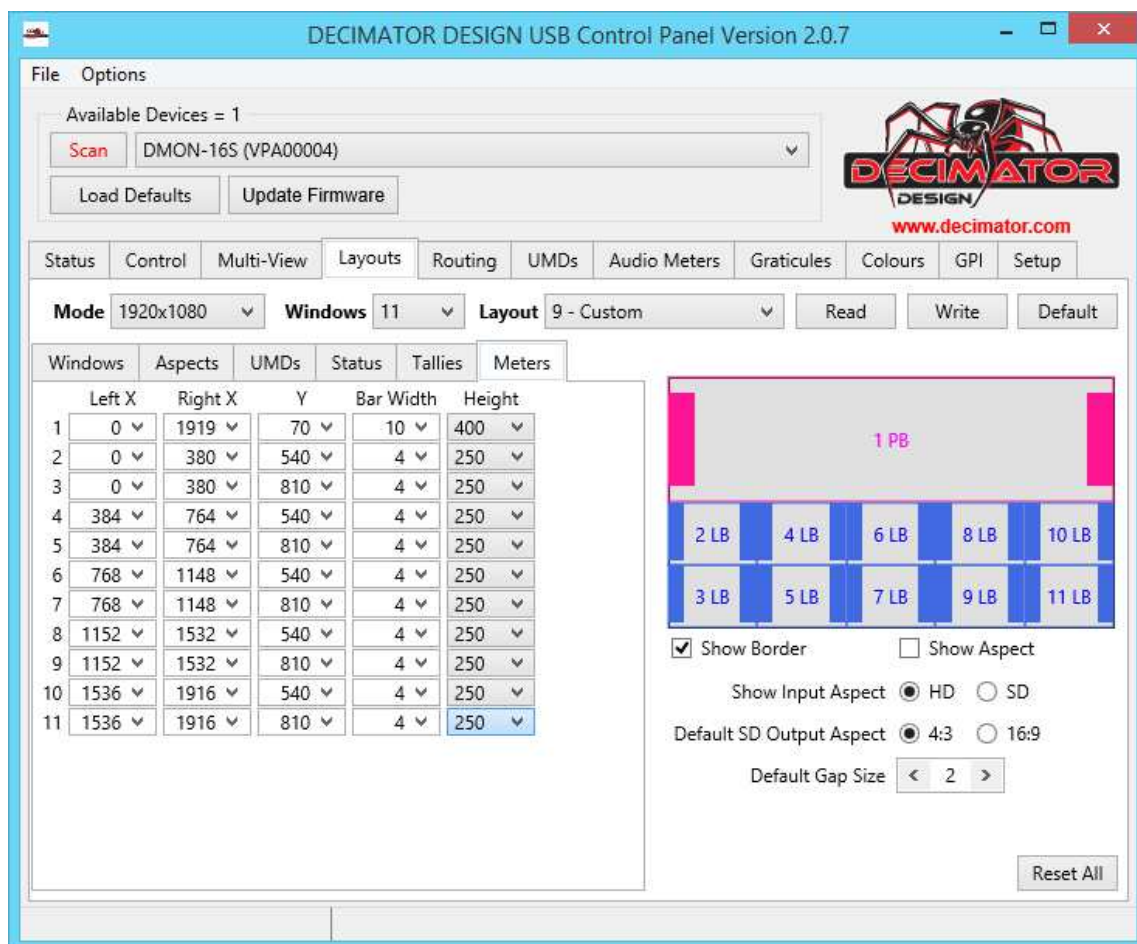 DECIMATOR DESIGN USB Control Panel Version 2.0.7
File Options
Available Devices = 1
Scan DMON-16S (VPA00004)
Load Defaults Update Firmware
DECIMATOR
DESIGN
www.decimator.com
Status Control Multi-View Layouts Routing UMDs Audio Meters Graticules Colours GPI Setup
Mode 1920x1080 Windows 11 Layout 9 - Custom Read Write Default
Windows Aspects UMDs Status Tallies Meters
Left X Right X Y Bar Width Height
1 0 1919 70 10 400
2 0 380 540 4 250
3 0 380 810 4 250
4 384 764 540 4 250
5 384 764 810 4 250
6 768 1148 540 4 250
7 768 1148 810 4 250
8 1152 1532 540 4 250
9 1152 1532 810 4 250
10 1536 1916 540 4 250
11 1536 1916 810 4 250
1 PB
2 LB 4 LB 6 LB 8 LB 10 LB
3 LB 5 LB 7 LB 9 LB 11 LB
Show Border Show Aspect
Show Input Aspect HD SD
Default SD Output Aspect 4:3 16:9
Default Gap Size < 2 >
Reset All